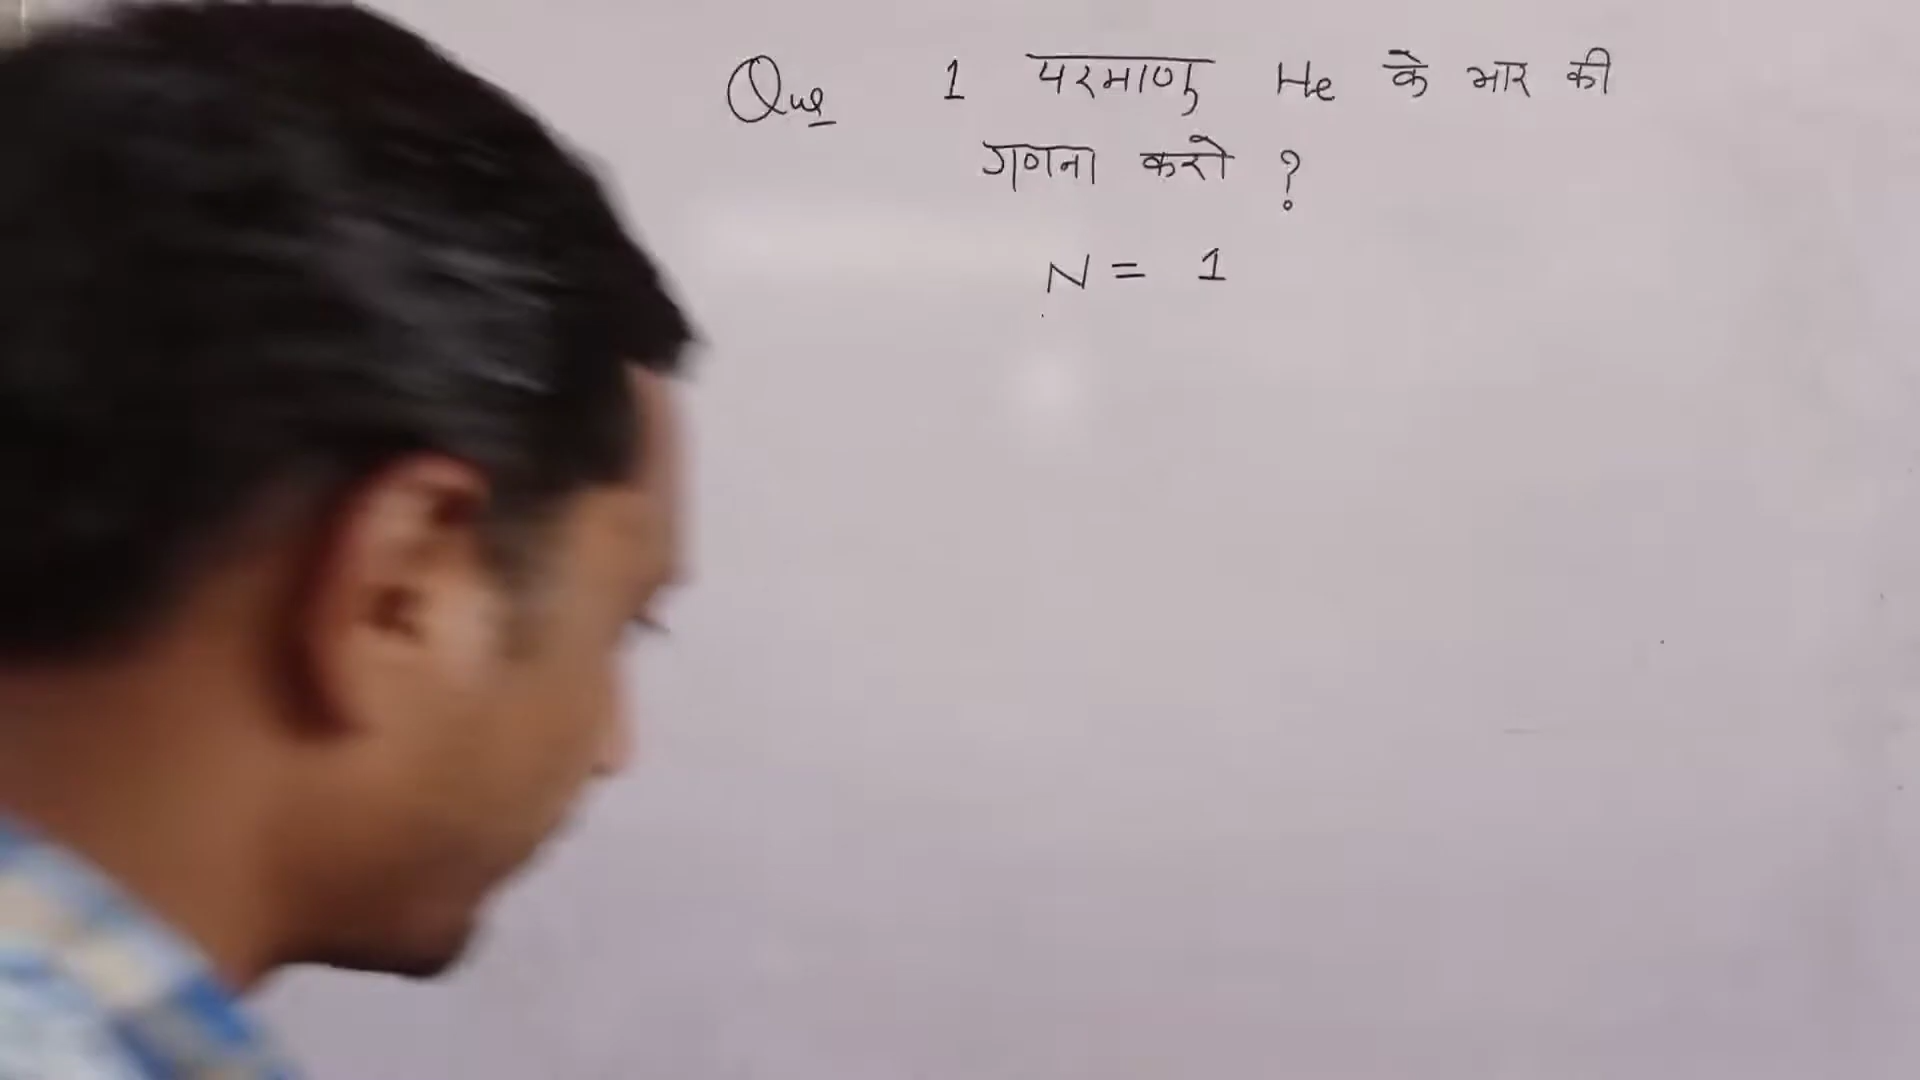 Que 1 परमाणु He के भार की
गणना करो ?
N = 1